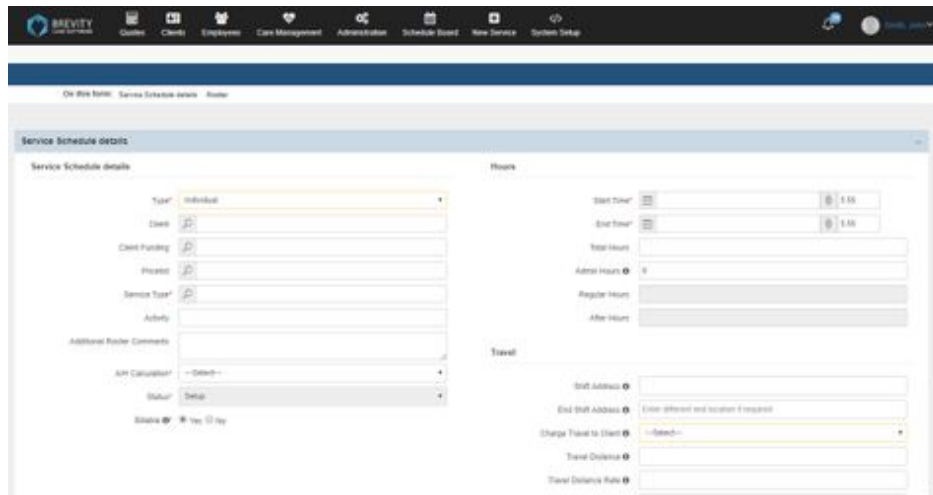 BREVITY
CARE SOFTWARE
Quotes
Clients
Employees
Care Management
Administration
Schedule Board
New Service
System Setup
On this form: Service Schedule details Roster
Service Schedule details
Service Schedule details
Type* Individual
Client
Client Funding
Pricelist
Service Type*
Activity
Additional Roster Comments
A/H Calculation* --Select--
Status* Setup
Billable Yes No
Hours
Start Time*
End Time*
Total Hours
Admin Hours 0
Regular Hours
After Hours
Travel
Shift Address
End Shift Address Enter different end location if required
Charge Travel to Client --Select--
Travel Distance
Travel Distance Rate